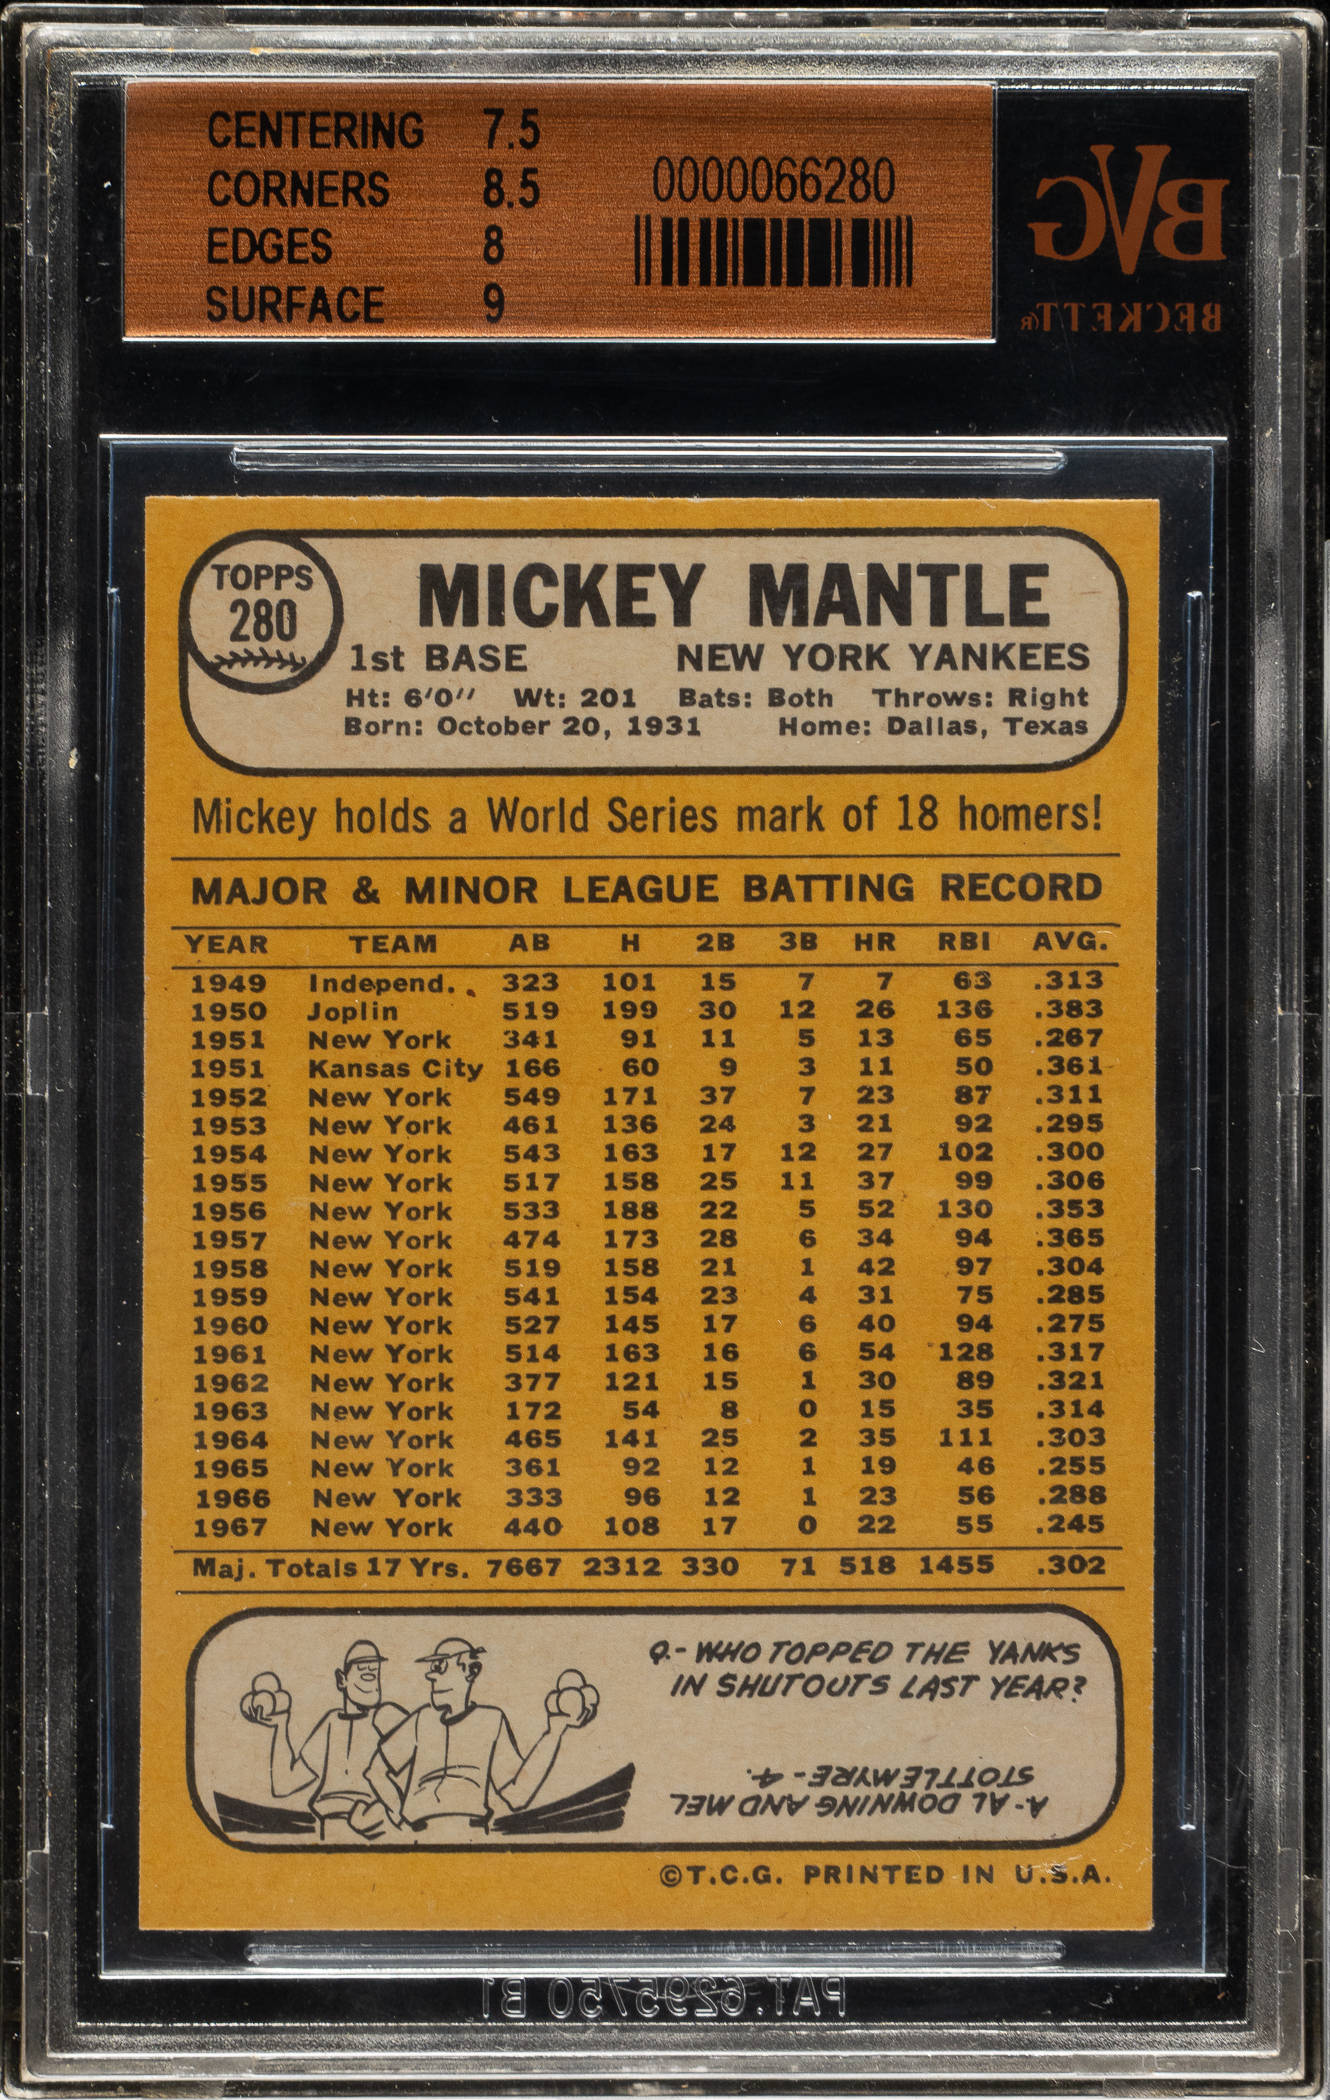 CENTERING 7.5
CORNERS 8.5
EDGES 8
SURFACE 9
0000066280
BVG
BECKETT®
TOPPS
280
MICKEY MANTLE
1st BASE NEW YORK YANKEES
Ht: 6'0" Wt: 201 Bats: Both Throws: Right
Born: October 20, 1931 Home: Dallas, Texas
Mickey holds a World Series mark of 18 homers!
MAJOR & MINOR LEAGUE BATTING RECORD
YEAR TEAM AB H 2B 3B HR RBI AVG.
1949 Independ. 323 101 15 7 7 63 .313
1950 Joplin 519 199 30 12 26 136 .383
1951 New York 341 91 11 5 13 65 .267
1951 Kansas City 166 60 9 3 11 50 .361
1952 New York 549 171 37 7 23 87 .311
1953 New York 461 136 24 3 21 92 .295
1954 New York 543 163 17 12 27 102 .300
1955 New York 517 158 25 11 37 99 .306
1956 New York 533 188 22 5 52 130 .353
1957 New York 474 173 28 6 34 94 .365
1958 New York 519 158 21 1 42 97 .304
1959 New York 541 154 23 4 31 75 .285
1960 New York 527 145 17 6 40 94 .275
1961 New York 514 163 16 6 54 128 .317
1962 New York 377 121 15 1 30 89 .321
1963 New York 172 54 8 0 15 35 .314
1964 New York 465 141 25 2 35 111 .303
1965 New York 361 92 12 1 19 46 .255
1966 New York 333 96 12 1 23 56 .288
1967 New York 440 108 17 0 22 55 .245
Maj. Totals 17 Yrs. 7667 2312 330 71 518 1455 .302
Q.- WHO TOPPED THE YANKS
IN SHUTOUTS LAST YEAR?
A- AL DOWNING AND MEL
STOTTLEMYRE - 4.
©T.C.G. PRINTED IN U.S.A.
PAT. 6295750 B1